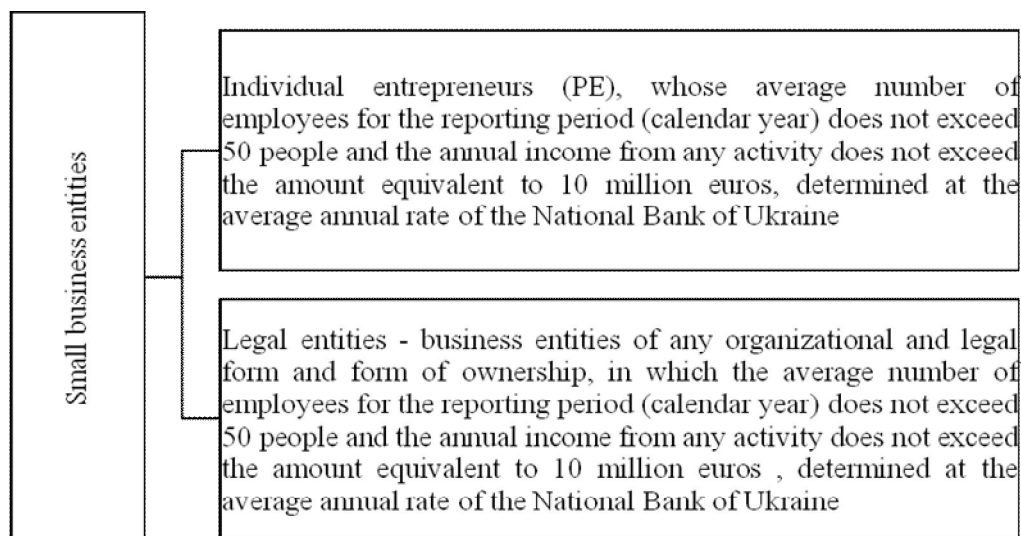 Small business entities
Individual entrepreneurs (PE), whose average number of
employees for the reporting period (calendar year) does not exceed
50 people and the annual income from any activity does not exceed
the amount equivalent to 10 million euros, determined at the
average annual rate of the National Bank of Ukraine
Legal entities - business entities of any organizational and legal
form and form of ownership, in which the average number of
employees for the reporting period (calendar year) does not exceed
50 people and the annual income from any activity does not exceed
the amount equivalent to 10 million euros , determined at the
average annual rate of the National Bank of Ukraine